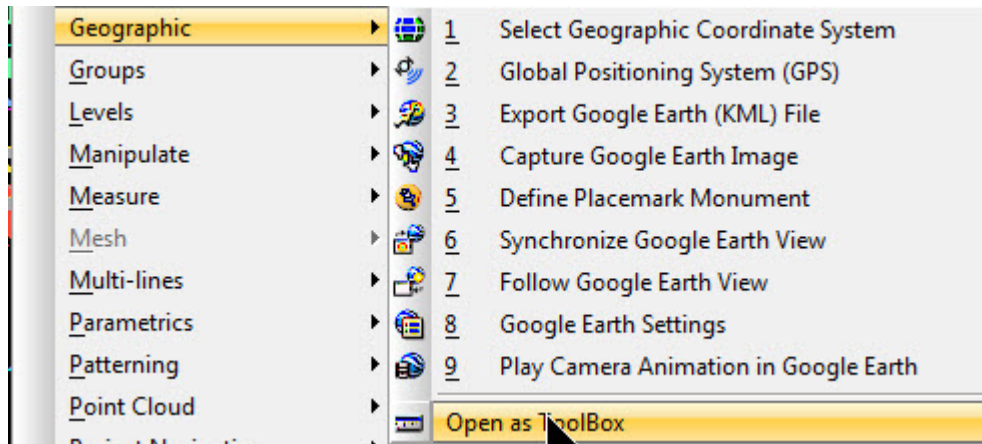 Geographic
Groups
Levels
Manipulate
Measure
Mesh
Multi-lines
Parametrics
Patterning
Point Cloud
1 Select Geographic Coordinate System
2 Global Positioning System (GPS)
3 Export Google Earth (KML) File
4 Capture Google Earth Image
5 Define Placemark Monument
6 Synchronize Google Earth View
7 Follow Google Earth View
8 Google Earth Settings
9 Play Camera Animation in Google Earth
Open as ToolBox